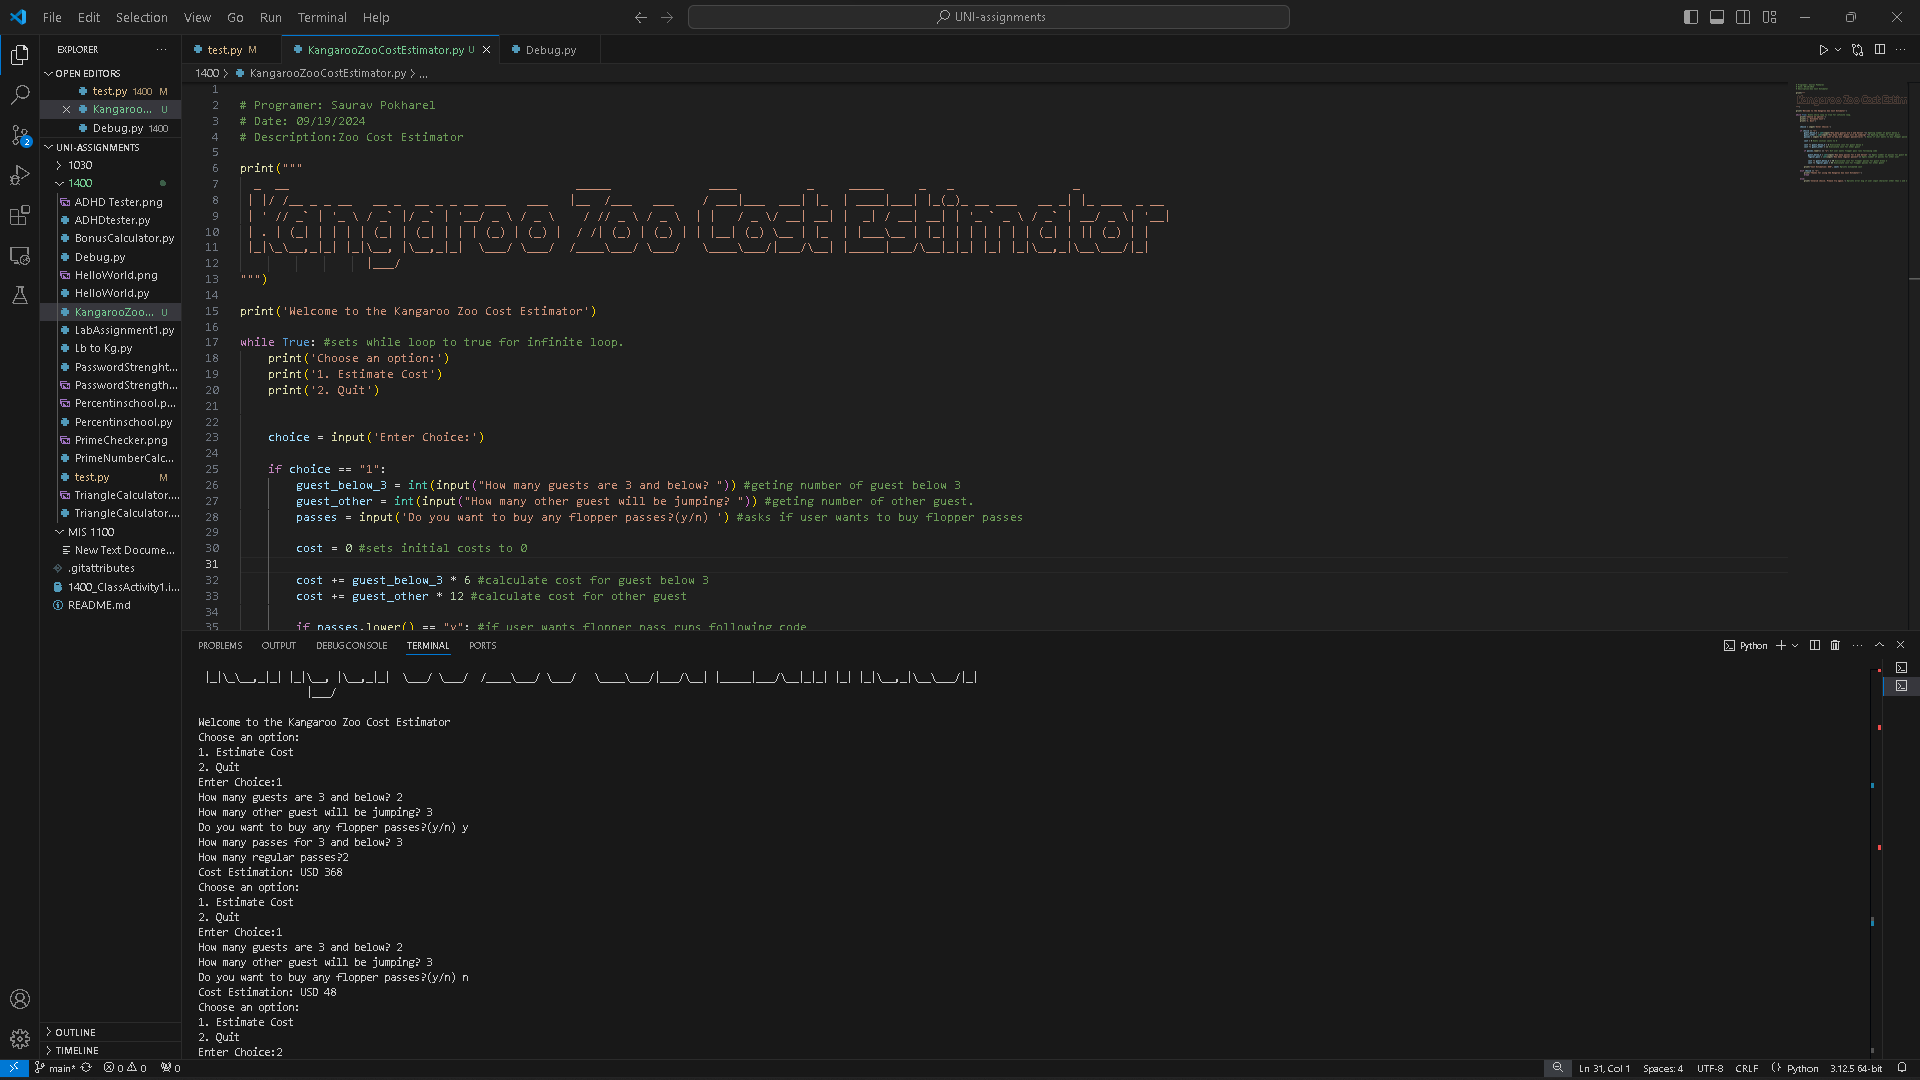 File Edit Selection View Go Run Terminal Help
UNI-assignments
EXPLORER
OPEN EDITORS
test.py 1400 M
Kangaroo... U
Debug.py 1400
UNI-ASSIGNMENTS
1030
1400
ADHD Tester.png
ADHDtester.py
BonusCalculator.py
Debug.py
HelloWorld.png
HelloWorld.py
KangarooZoo... U
LabAssignment1.py
Lb to Kg.py
PasswordStrenght...
PasswordStrength...
Percentinschool.p...
Percentinschool.py
PrimeChecker.png
PrimeNumberCalc...
test.py M
TriangleCalculator....
TriangleCalculator....
MIS 1100
New Text Docume...
.gitattributes
1400_ClassActivity1.i...
README.md
OUTLINE
TIMELINE
test.py M
KangarooZooCostEstimator.py U
Debug.py
1400 > KangarooZooCostEstimator.py > ...
1
2 # Programer: Saurav Pokharel
3 # Date: 09/19/2024
4 # Description:Zoo Cost Estimator
5
6 print("""
7
8
9
10 Kangaroo Zoo Cost Estimator
11
12
13 """)
14
15 print('Welcome to the Kangaroo Zoo Cost Estimator')
16
17 while True: #sets while loop to true for infinite loop.
18 print('Choose an option:')
19 print('1. Estimate Cost')
20 print('2. Quit')
21
22
23 choice = input('Enter Choice:')
24
25 if choice == "1":
26 guest_below_3 = int(input("How many guests are 3 and below? ")) #geting number of guest below 3
27 guest_other = int(input("How many other guest will be jumping? ")) #geting number of other guest.
28 passes = input('Do you want to buy any flopper passes?(y/n) ') #asks if user wants to buy flopper passes
29
30 cost = 0 #sets initial costs to 0
31
32 cost += guest_below_3 * 6 #calculate cost for guest below 3
33 cost += guest_other * 12 #calculate cost for other guest
34
35 if passes.lower() == "y": #if user wants flopper pass runs following code
PROBLEMS OUTPUT DEBUG CONSOLE TERMINAL PORTS
Python
Welcome to the Kangaroo Zoo Cost Estimator
Choose an option:
1. Estimate Cost
2. Quit
Enter Choice:1
How many guests are 3 and below? 2
How many other guest will be jumping? 3
Do you want to buy any flopper passes?(y/n) y
How many passes for 3 and below? 3
How many regular passes?2
Cost Estimation: USD 368
Choose an option:
1. Estimate Cost
2. Quit
Enter Choice:1
How many guests are 3 and below? 2
How many other guest will be jumping? 3
Do you want to buy any flopper passes?(y/n) n
Cost Estimation: USD 48
Choose an option:
1. Estimate Cost
2. Quit
Enter Choice:2
2
main* 0 0 0
Ln 31, Col 1 Spaces: 4 UTF-8 CRLF Python 3.12.5 64-bit